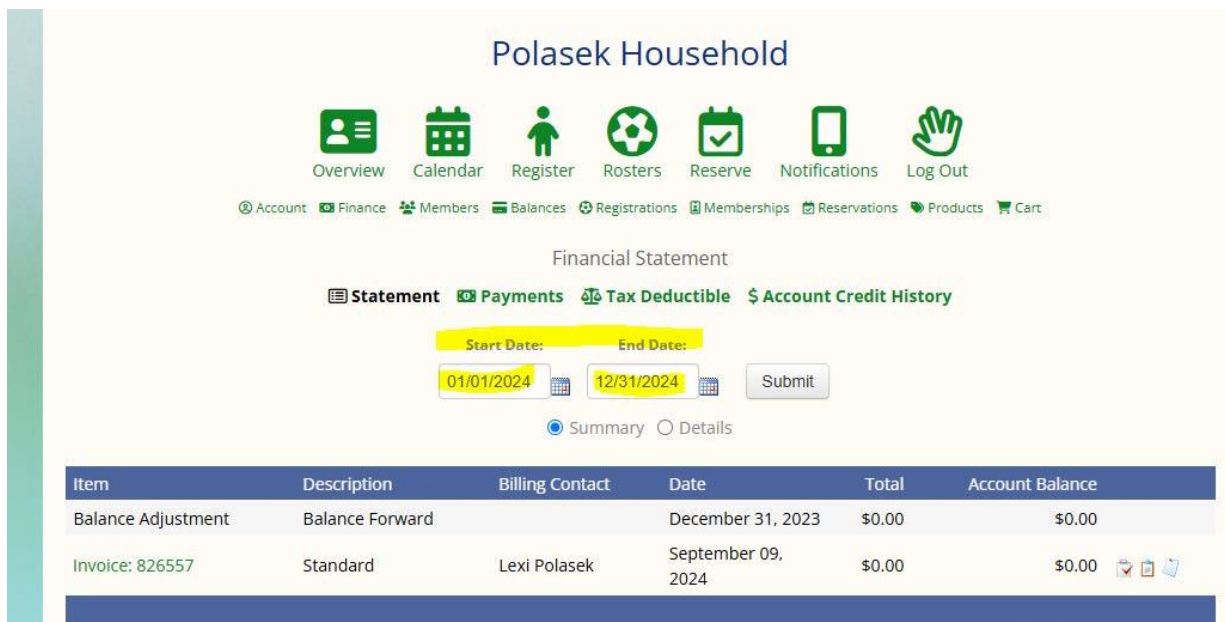 Polasek Household
Overview Calendar Register Rosters Reserve Notifications Log Out
Account Finance Members Balances Registrations Memberships Reservations Products Cart
Financial Statement
Statement Payments Tax Deductible $ Account Credit History
Start Date: End Date:
01/01/2024 12/31/2024 Submit
Summary Details
Item Description Billing Contact Date Total Account Balance
Balance Adjustment Balance Forward December 31, 2023 $0.00 $0.00
Invoice: 826557 Standard Lexi Polasek September 09, 2024 $0.00 $0.00